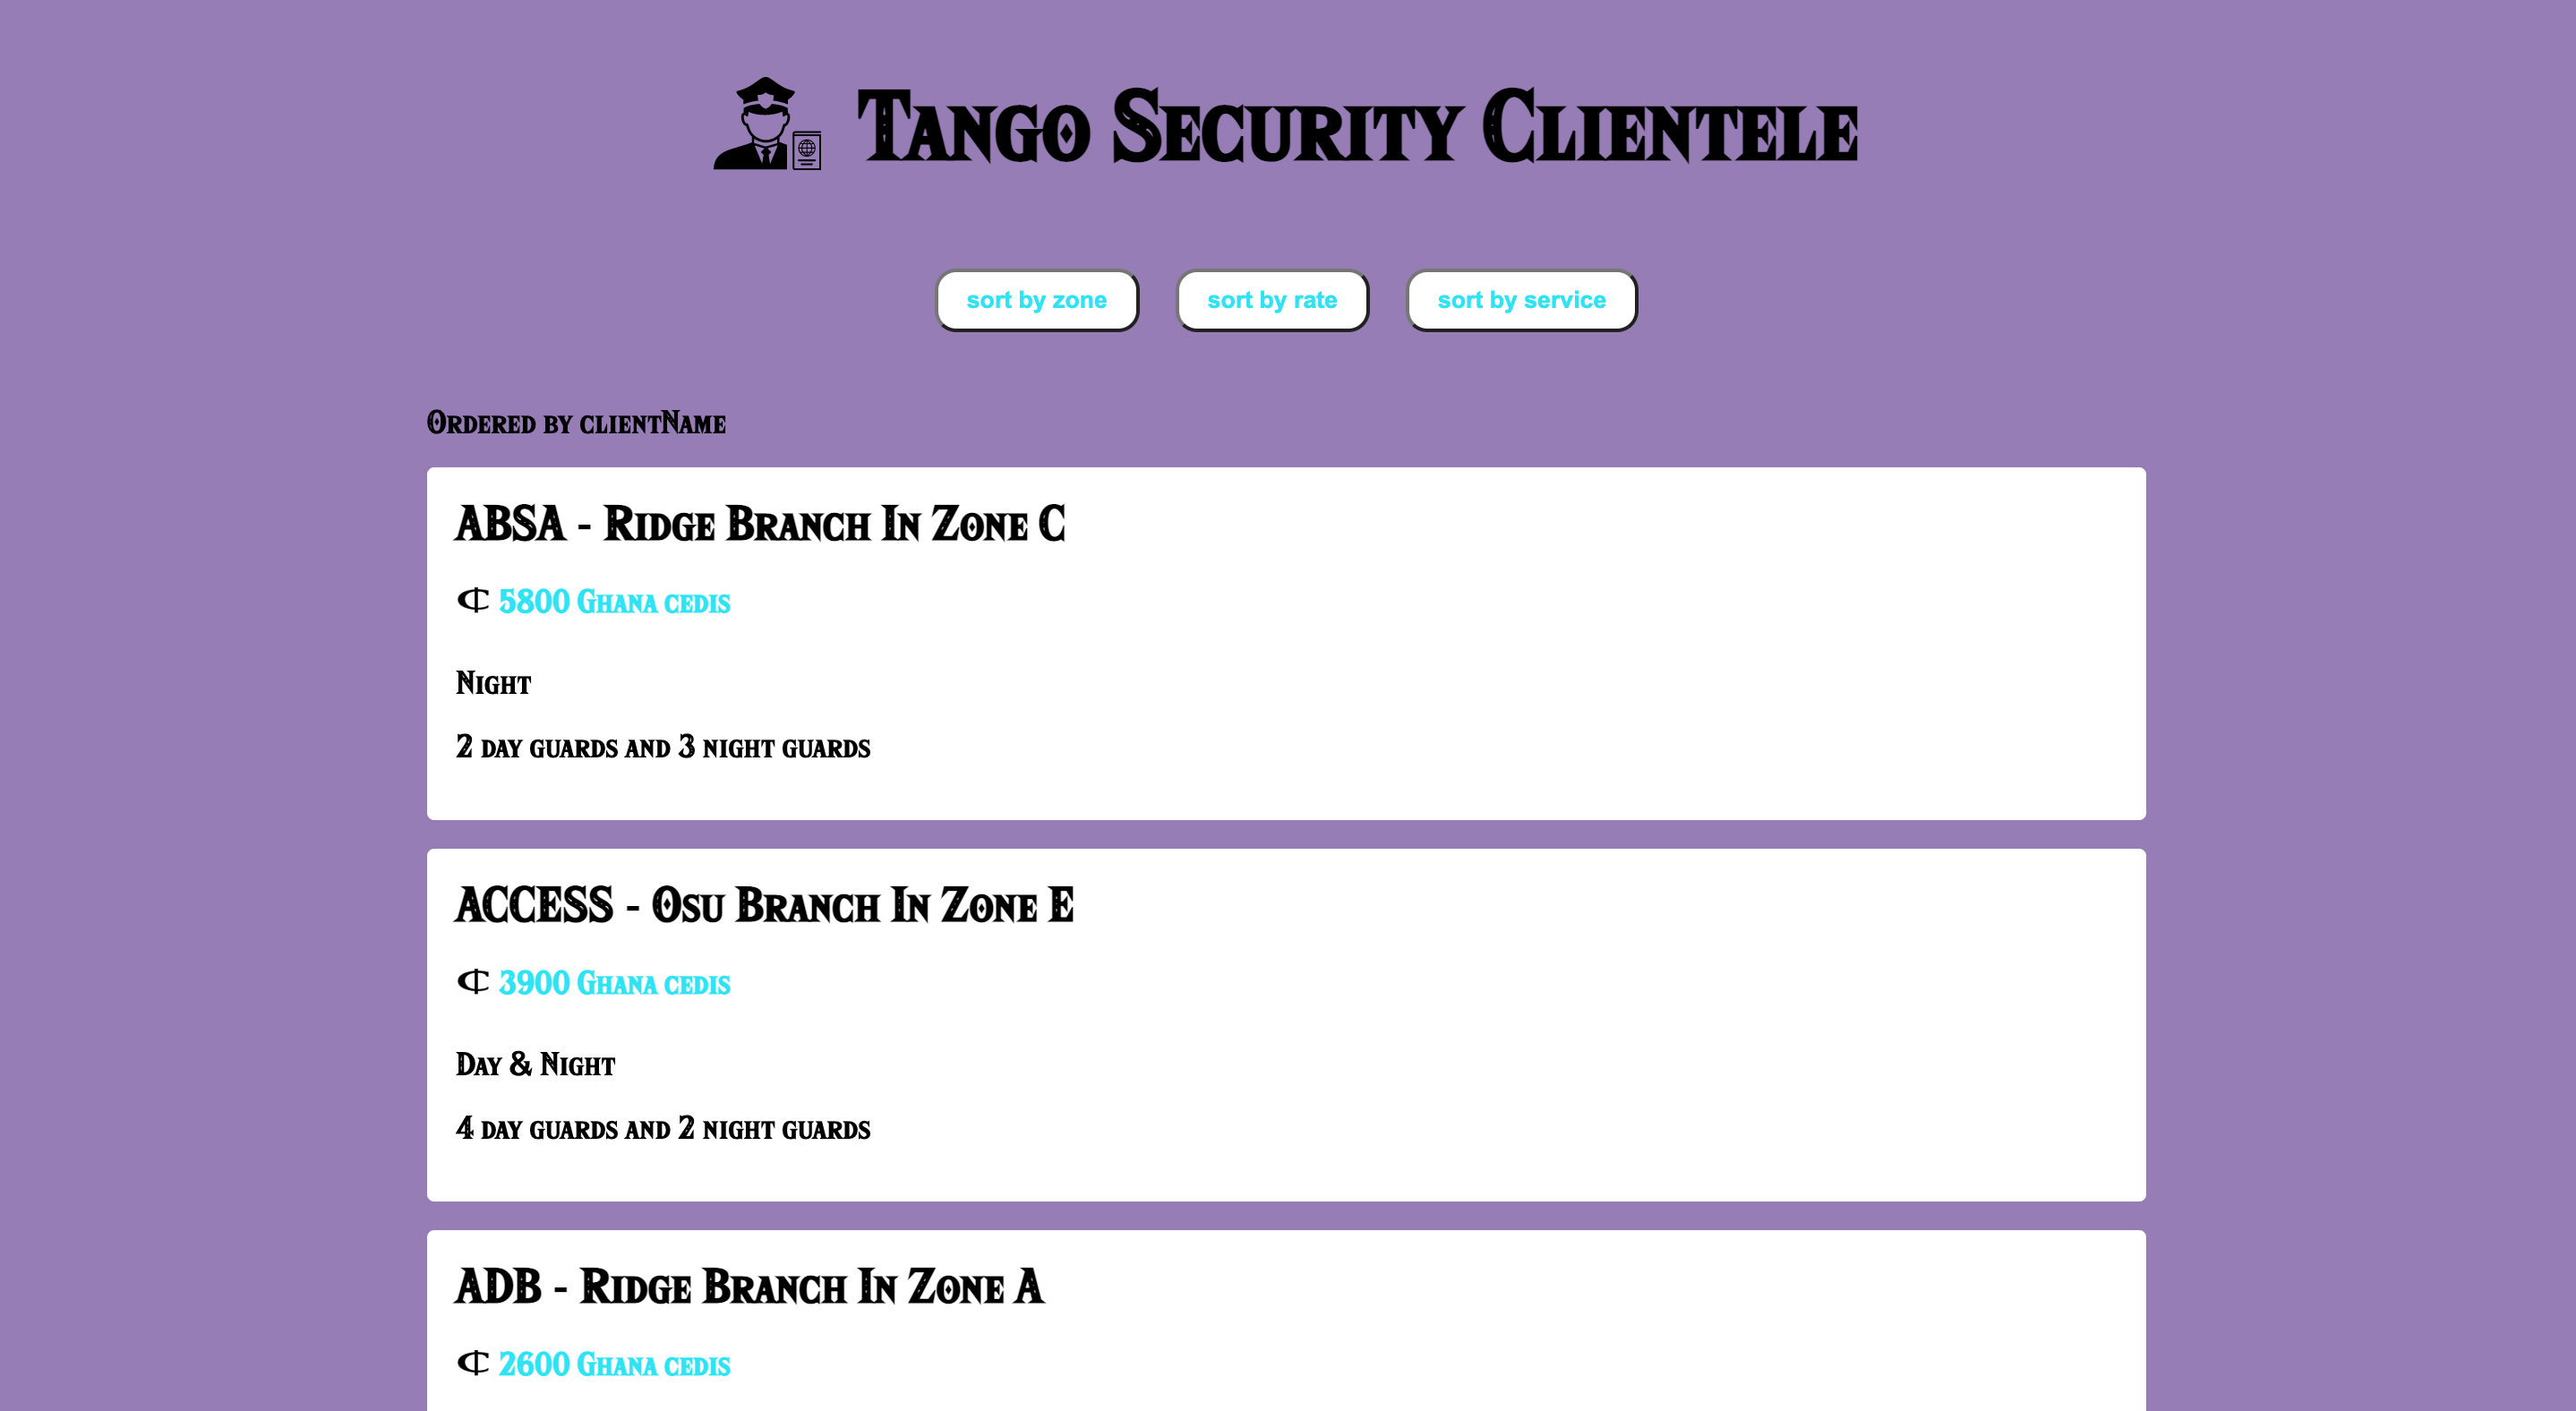 Tango Security Clientele
sort by zone
sort by rate
sort by service
Ordered by clientName
ABSA - Ridge Branch In Zone C
₵ 5800 Ghana cedis
Night
2 day guards and 3 night guards
ACCESS - Osu Branch In Zone E
₵ 3900 Ghana cedis
Day & Night
4 day guards and 2 night guards
ADB - Ridge Branch In Zone A
₵ 2600 Ghana cedis